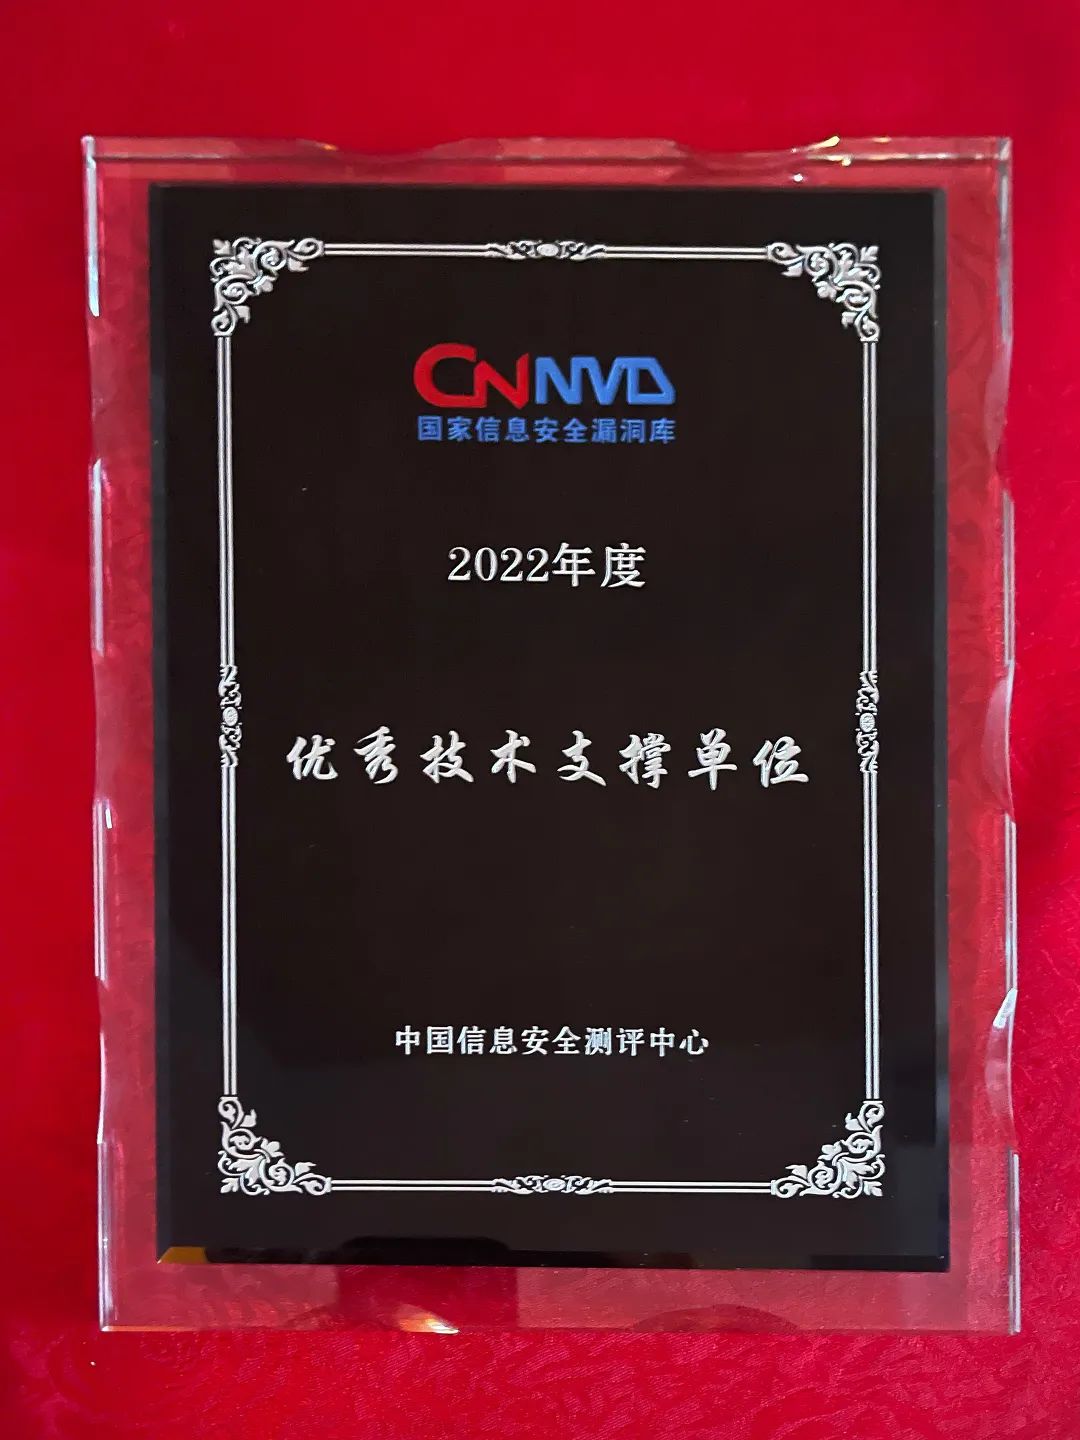 CNNVD
国家信息安全漏洞库
2022年度
优秀技术支撑单位
中国信息安全测评中心